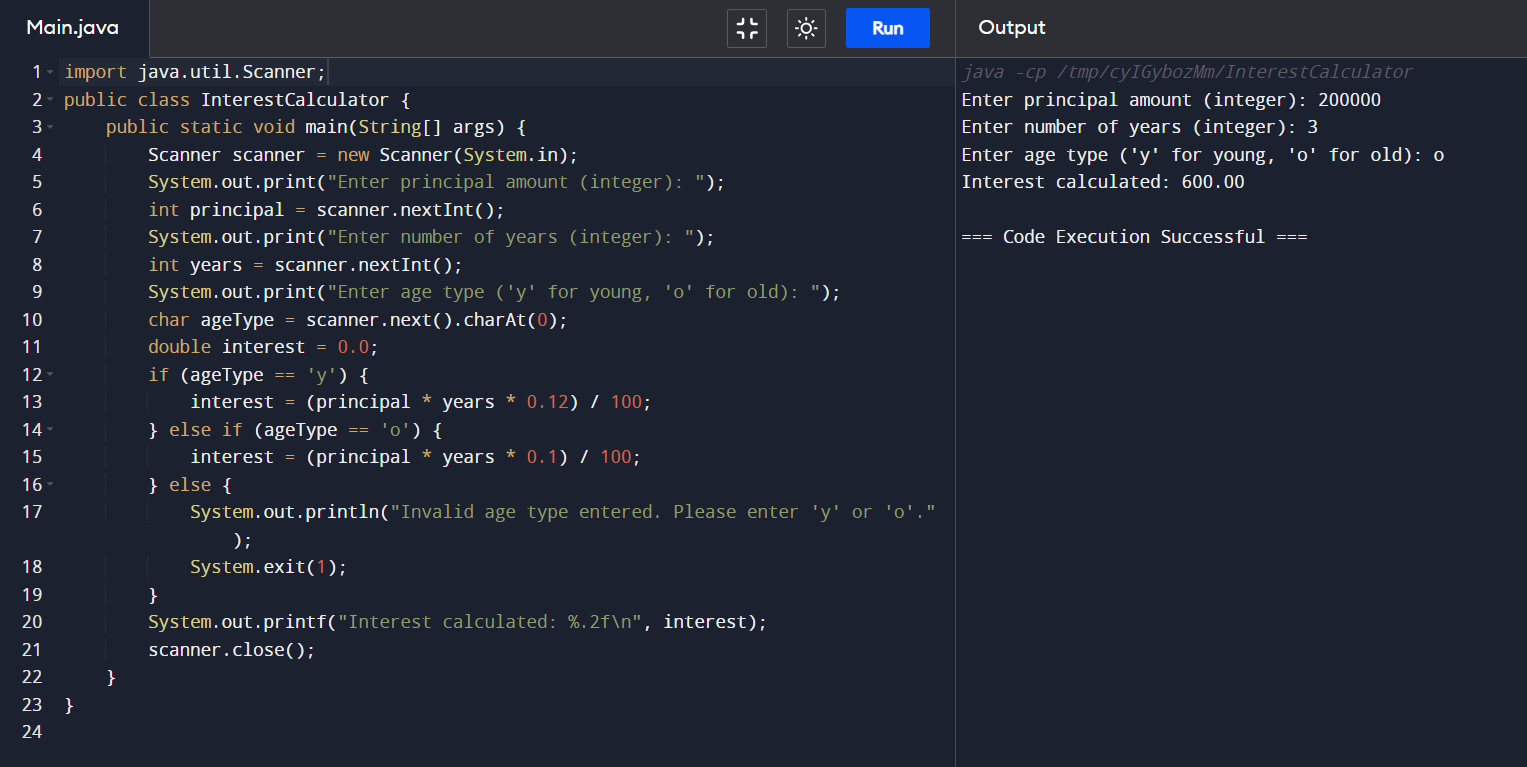 Main.java
Run
Output
1 import java.util.Scanner;
2 public class InterestCalculator {
3     public static void main(String[] args) {
4         Scanner scanner = new Scanner(System.in);
5         System.out.print("Enter principal amount (integer): ");
6         int principal = scanner.nextInt();
7         System.out.print("Enter number of years (integer): ");
8         int years = scanner.nextInt();
9         System.out.print("Enter age type ('y' for young, 'o' for old): ");
10         char ageType = scanner.next().charAt(0);
11         double interest = 0.0;
12         if (ageType == 'y') {
13             interest = (principal * years * 0.12) / 100;
14         } else if (ageType == 'o') {
15             interest = (principal * years * 0.1) / 100;
16         } else {
17             System.out.println("Invalid age type entered. Please enter 'y' or 'o'."
                );
18             System.exit(1);
19         }
20         System.out.printf("Interest calculated: %.2f\n", interest);
21         scanner.close();
22     }
23 }
24
java -cp /tmp/cyIGybozMm/InterestCalculator
Enter principal amount (integer): 200000
Enter number of years (integer): 3
Enter age type ('y' for young, 'o' for old): o
Interest calculated: 600.00
=== Code Execution Successful ===